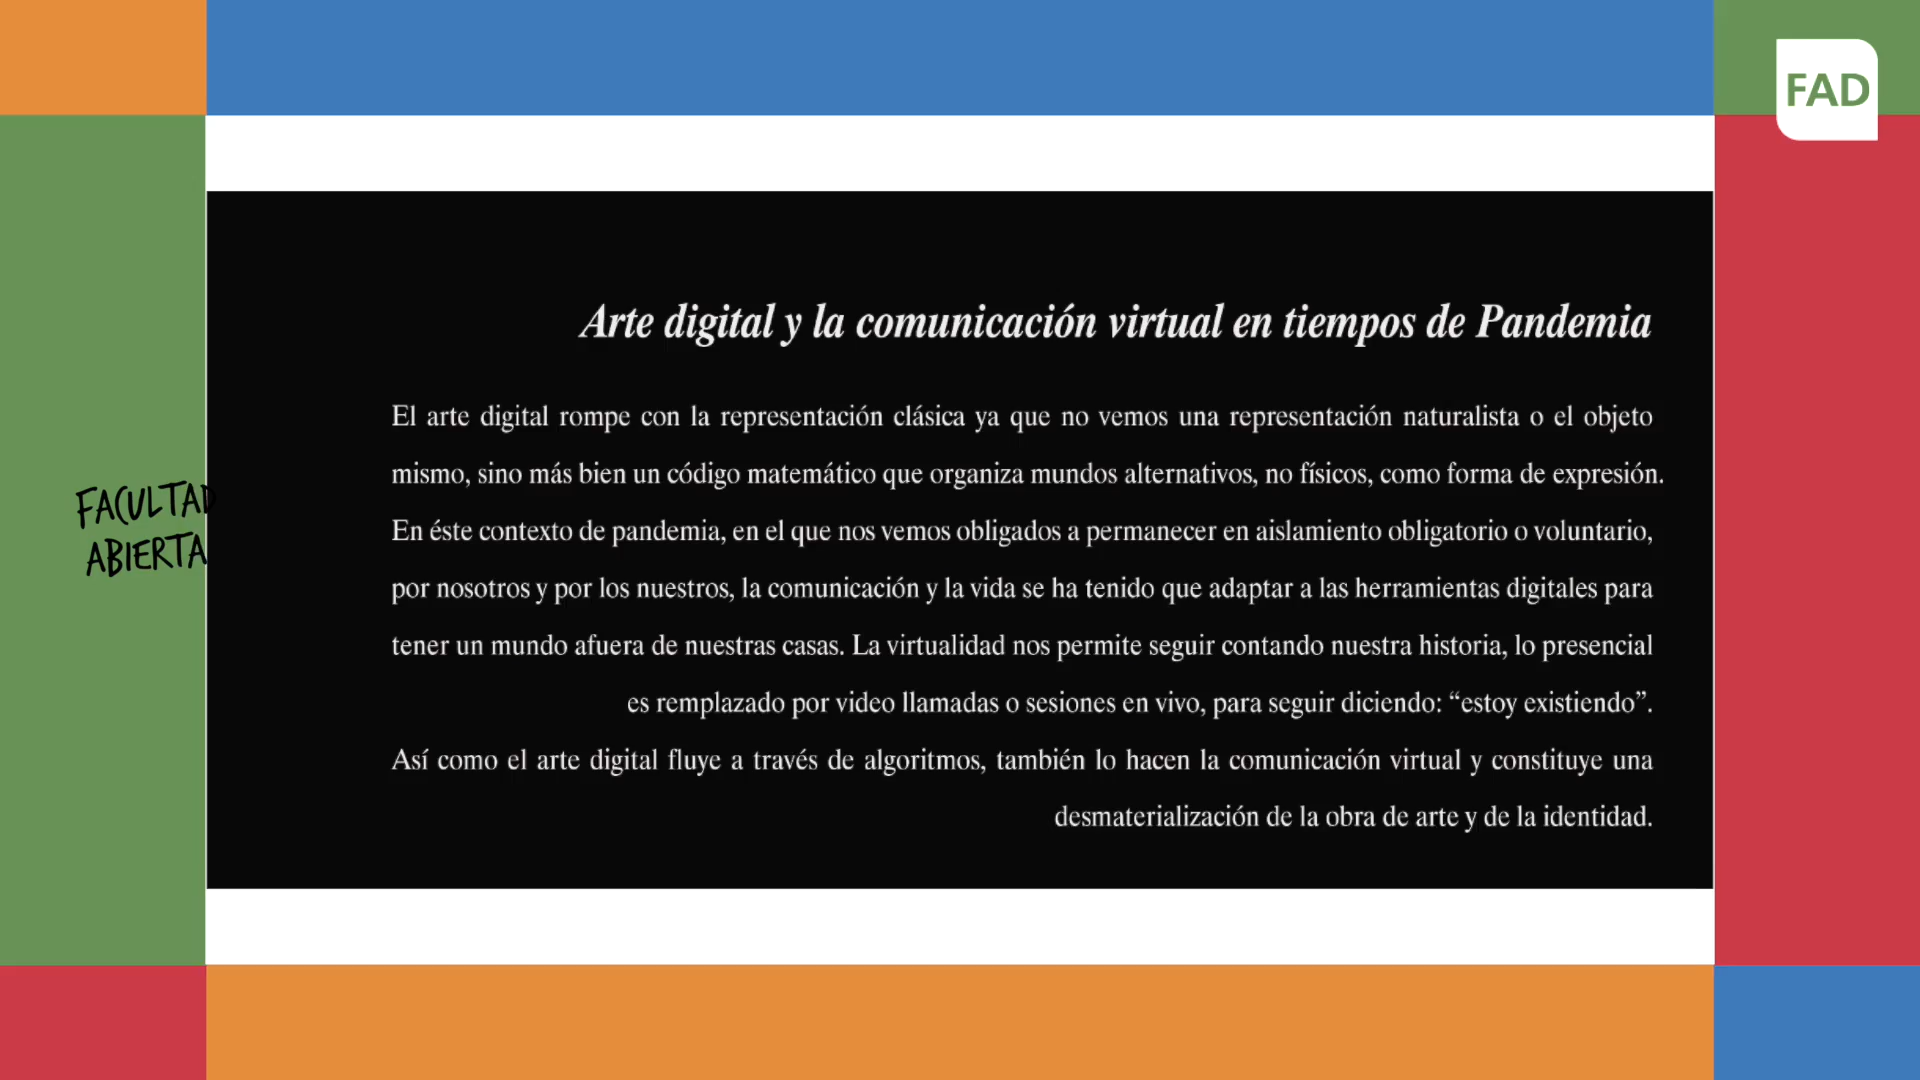 FAD
Arte digital y la comunicación virtual en tiempos de Pandemia
El arte digital rompe con la representación clásica ya que no vemos una representación naturalista o el objeto
mismo, sino más bien un código matemático que organiza mundos alternativos, no físicos, como forma de expresión.
En éste contexto de pandemia, en el que nos vemos obligados a permanecer en aislamiento obligatorio o voluntario,
por nosotros y por los nuestros, la comunicación y la vida se ha tenido que adaptar a las herramientas digitales para
tener un mundo afuera de nuestras casas. La virtualidad nos permite seguir contando nuestra historia, lo presencial
es remplazado por video llamadas o sesiones en vivo, para seguir diciendo: “estoy existiendo”.
Así como el arte digital fluye a través de algoritmos, también lo hacen la comunicación virtual y constituye una
desmaterialización de la obra de arte y de la identidad.
FACULTAD
ABIERTA